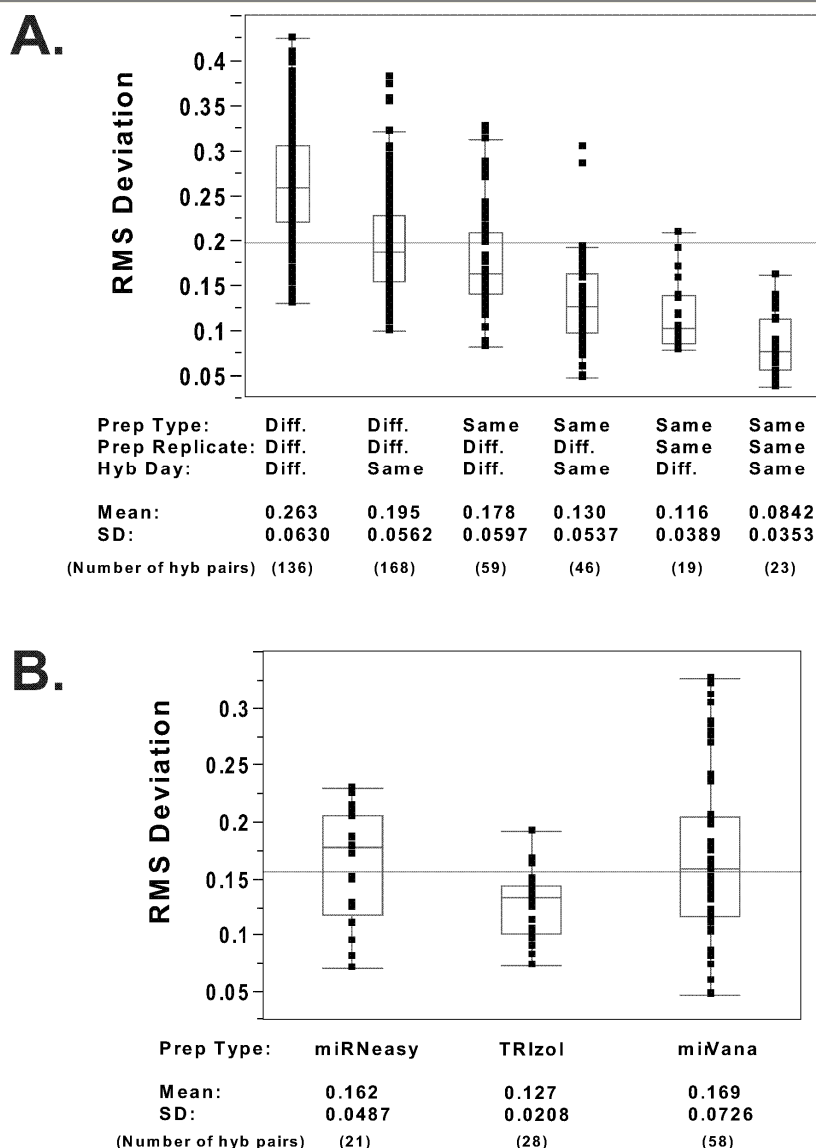 A.
RMS Deviation
0.4
0.35
0.3
0.25
0.2
0.15
0.1
0.05
Prep Type: Diff. Diff. Same Same Same Same
Prep Replicate: Diff. Diff. Diff. Diff. Same Same
Hyb Day: Diff. Same Diff. Same Diff. Same
Mean: 0.263 0.195 0.178 0.130 0.116 0.0842
SD: 0.0630 0.0562 0.0597 0.0537 0.0389 0.0353
(Number of hyb pairs) (136) (168) (59) (46) (19) (23)
B.
RMS Deviation
0.3
0.25
0.2
0.15
0.1
0.05
Prep Type: miRNeasy TRIzol mirVana
Mean: 0.162 0.127 0.169
SD: 0.0487 0.0208 0.0726
(Number of hyb pairs) (21) (28) (58)